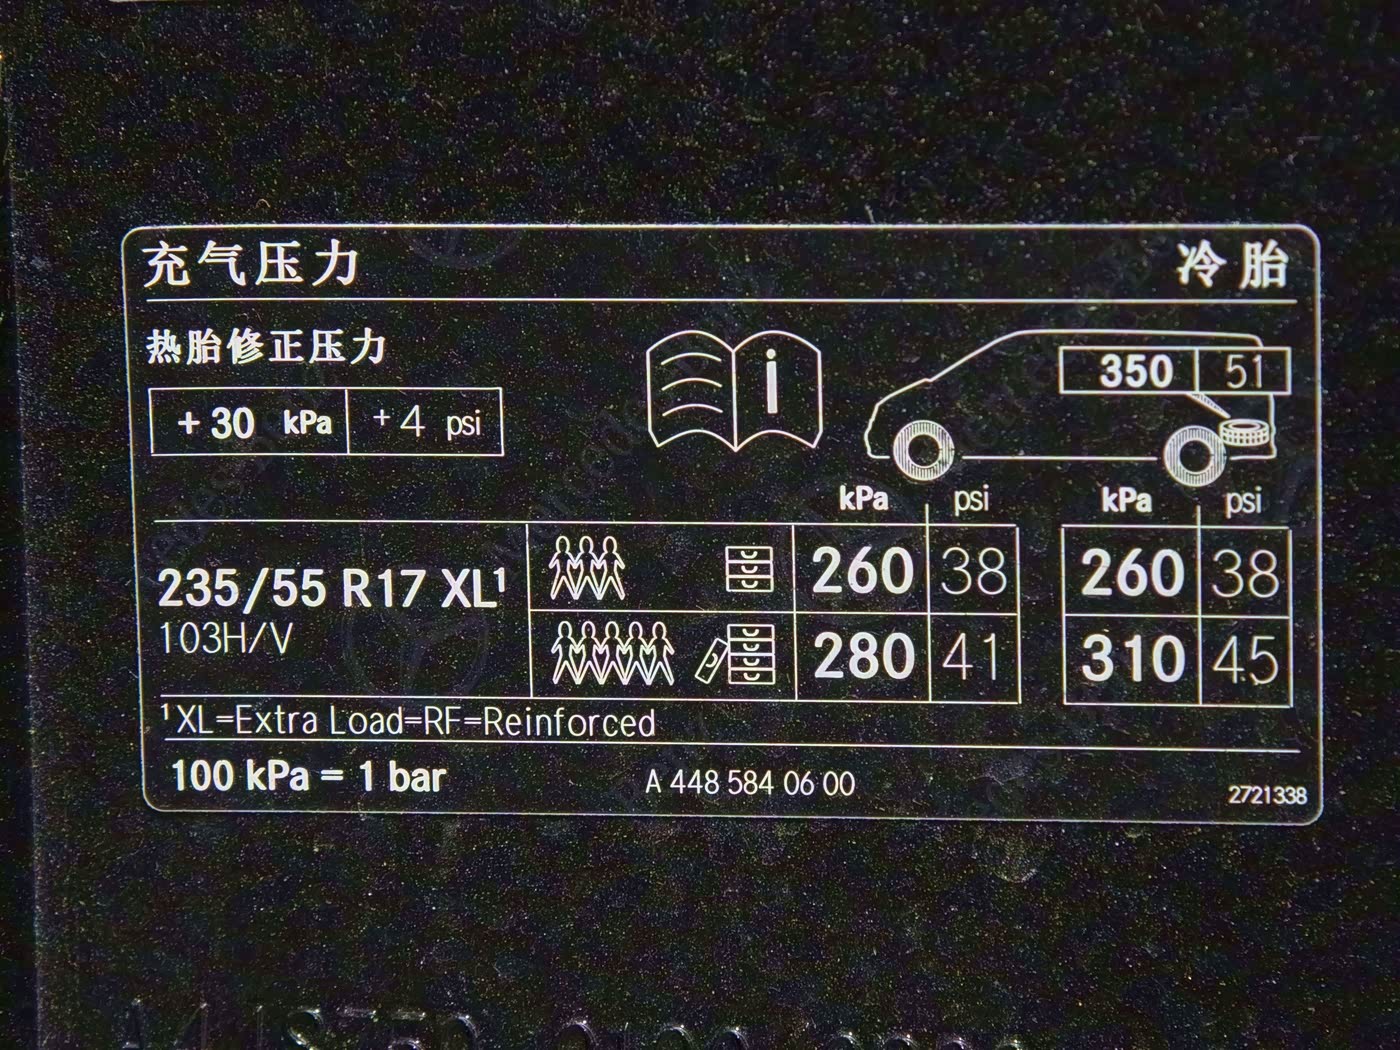 充气压力 冷胎
热胎修正压力
350 51
+30 kPa +4 psi
kPa psi kPa psi
235/55 R17 XL¹
103H/V
260 38 260 38
280 41 310 45
¹XL=Extra Load=RF=Reinforced
100 kPa = 1 bar A 448 584 06 00 2721338